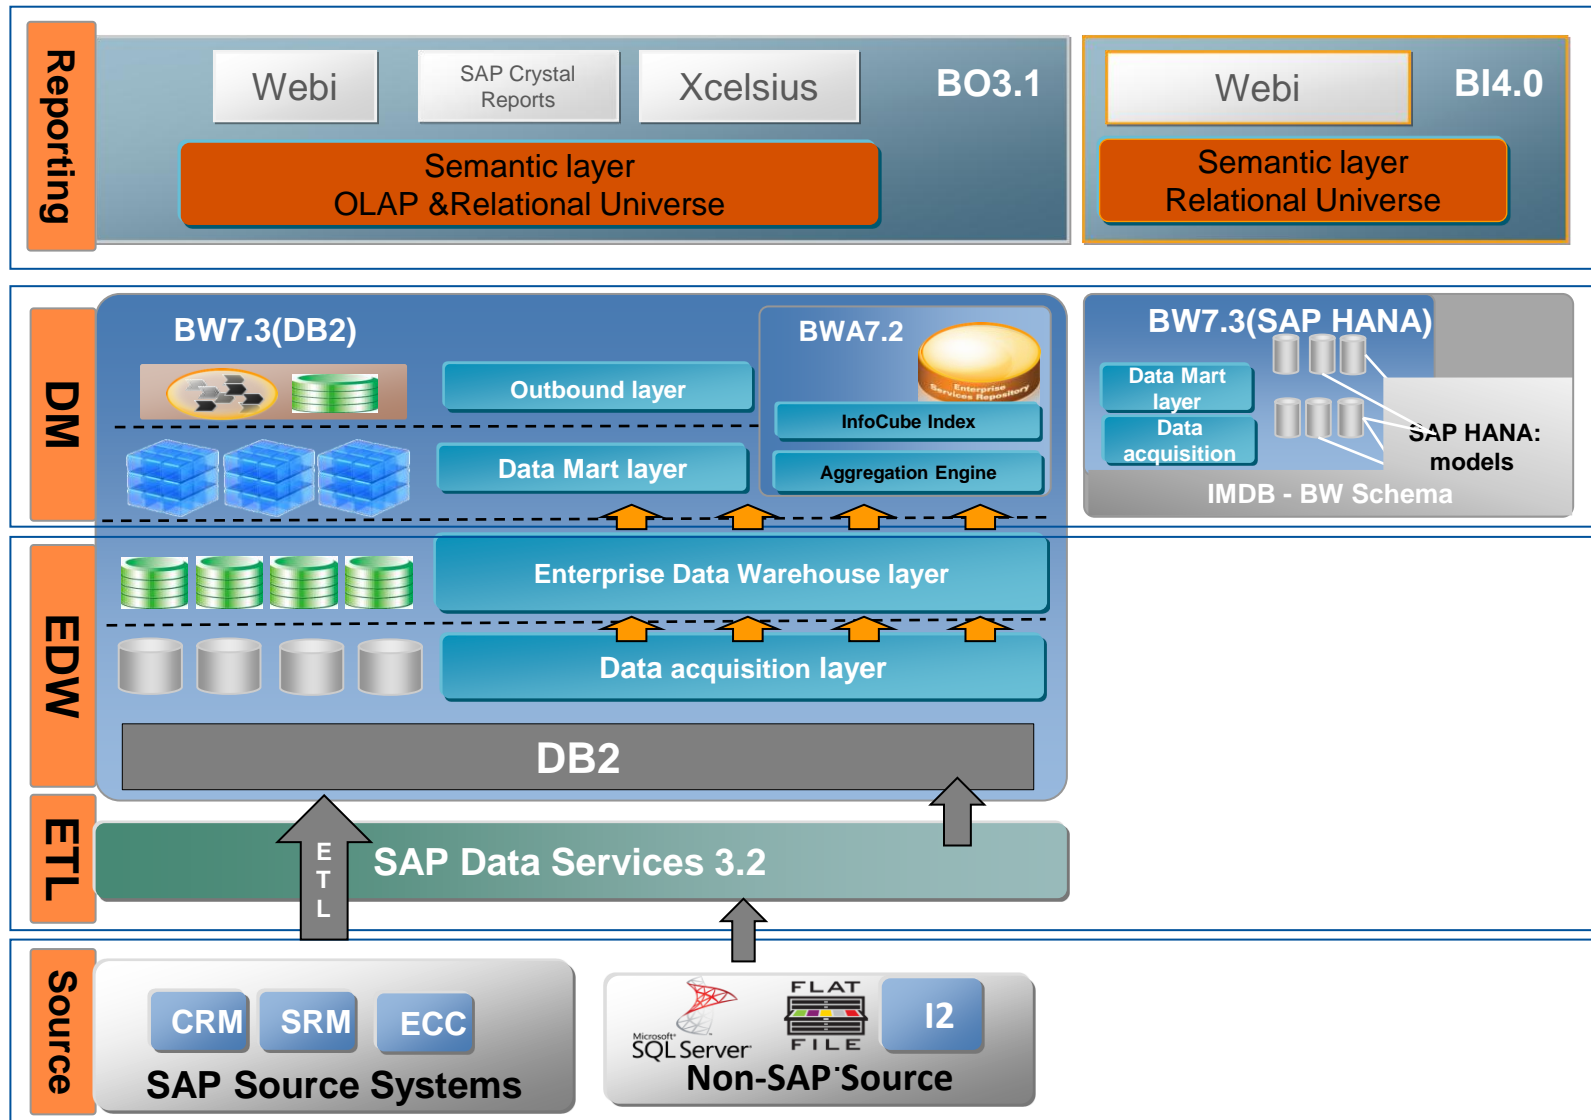 Reporting
Webi
SAP Crystal
Reports
Xcelsius
BO3.1
Semantic layer
OLAP &Relational Universe
Webi
BI4.0
Semantic layer
Relational Universe
DM
BW7.3(DB2)
Outbound layer
Data Mart layer
BWA7.2
Enterprise
Services Repository
InfoCube Index
Aggregation Engine
BW7.3(SAP HANA)
Data Mart
layer
Data
acquisition
SAP HANA:
models
IMDB - BW Schema
EDW
Enterprise Data Warehouse layer
Data acquisition layer
DB2
ETL
E
T
L
SAP Data Services 3.2
Source
CRM
SRM
ECC
SAP Source Systems
Microsoft®
SQL Server
FLAT
FILE
I2
Non-SAP Source